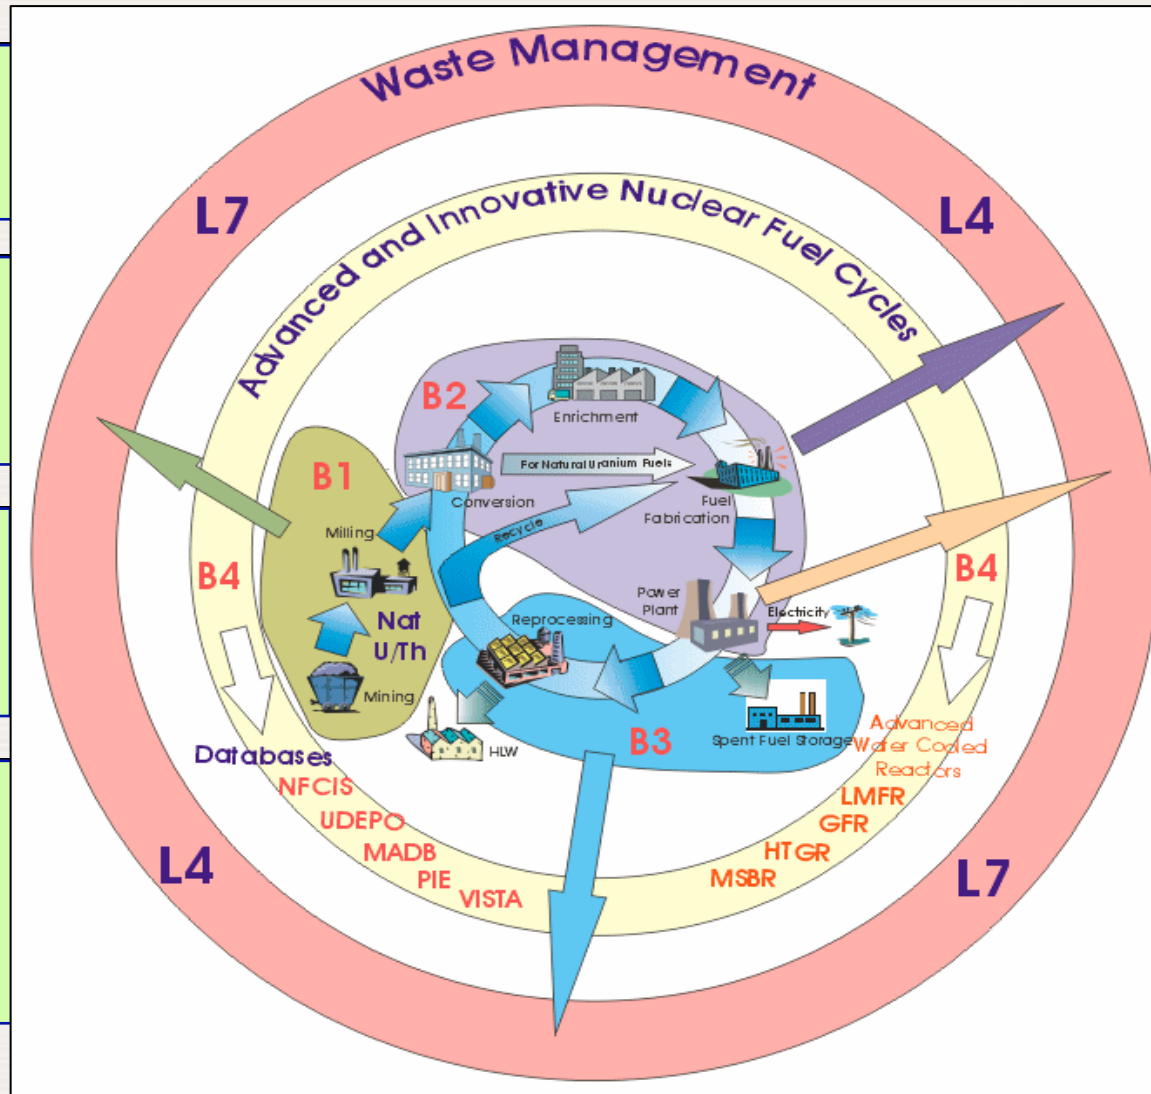 Waste Management
L7
L4
Advanced and Innovative Nuclear Fuel Cycles
B2
Enrichment
For Natural Uranium Fuels
Conversion
Fuel
Fabrication
Recycle
B1
Milling
Nat
U/Th
Mining
B4
B4
Power
Plant
Electricity
Reprocessing
B3
Spent Fuel Storage
HLW
Databases
NFCIS
UDEPO
MADB
PIE
VISTA
Advanced
Water Cooled
Reactors
LMFR
GFR
HTGR
MSBR
L4
L7